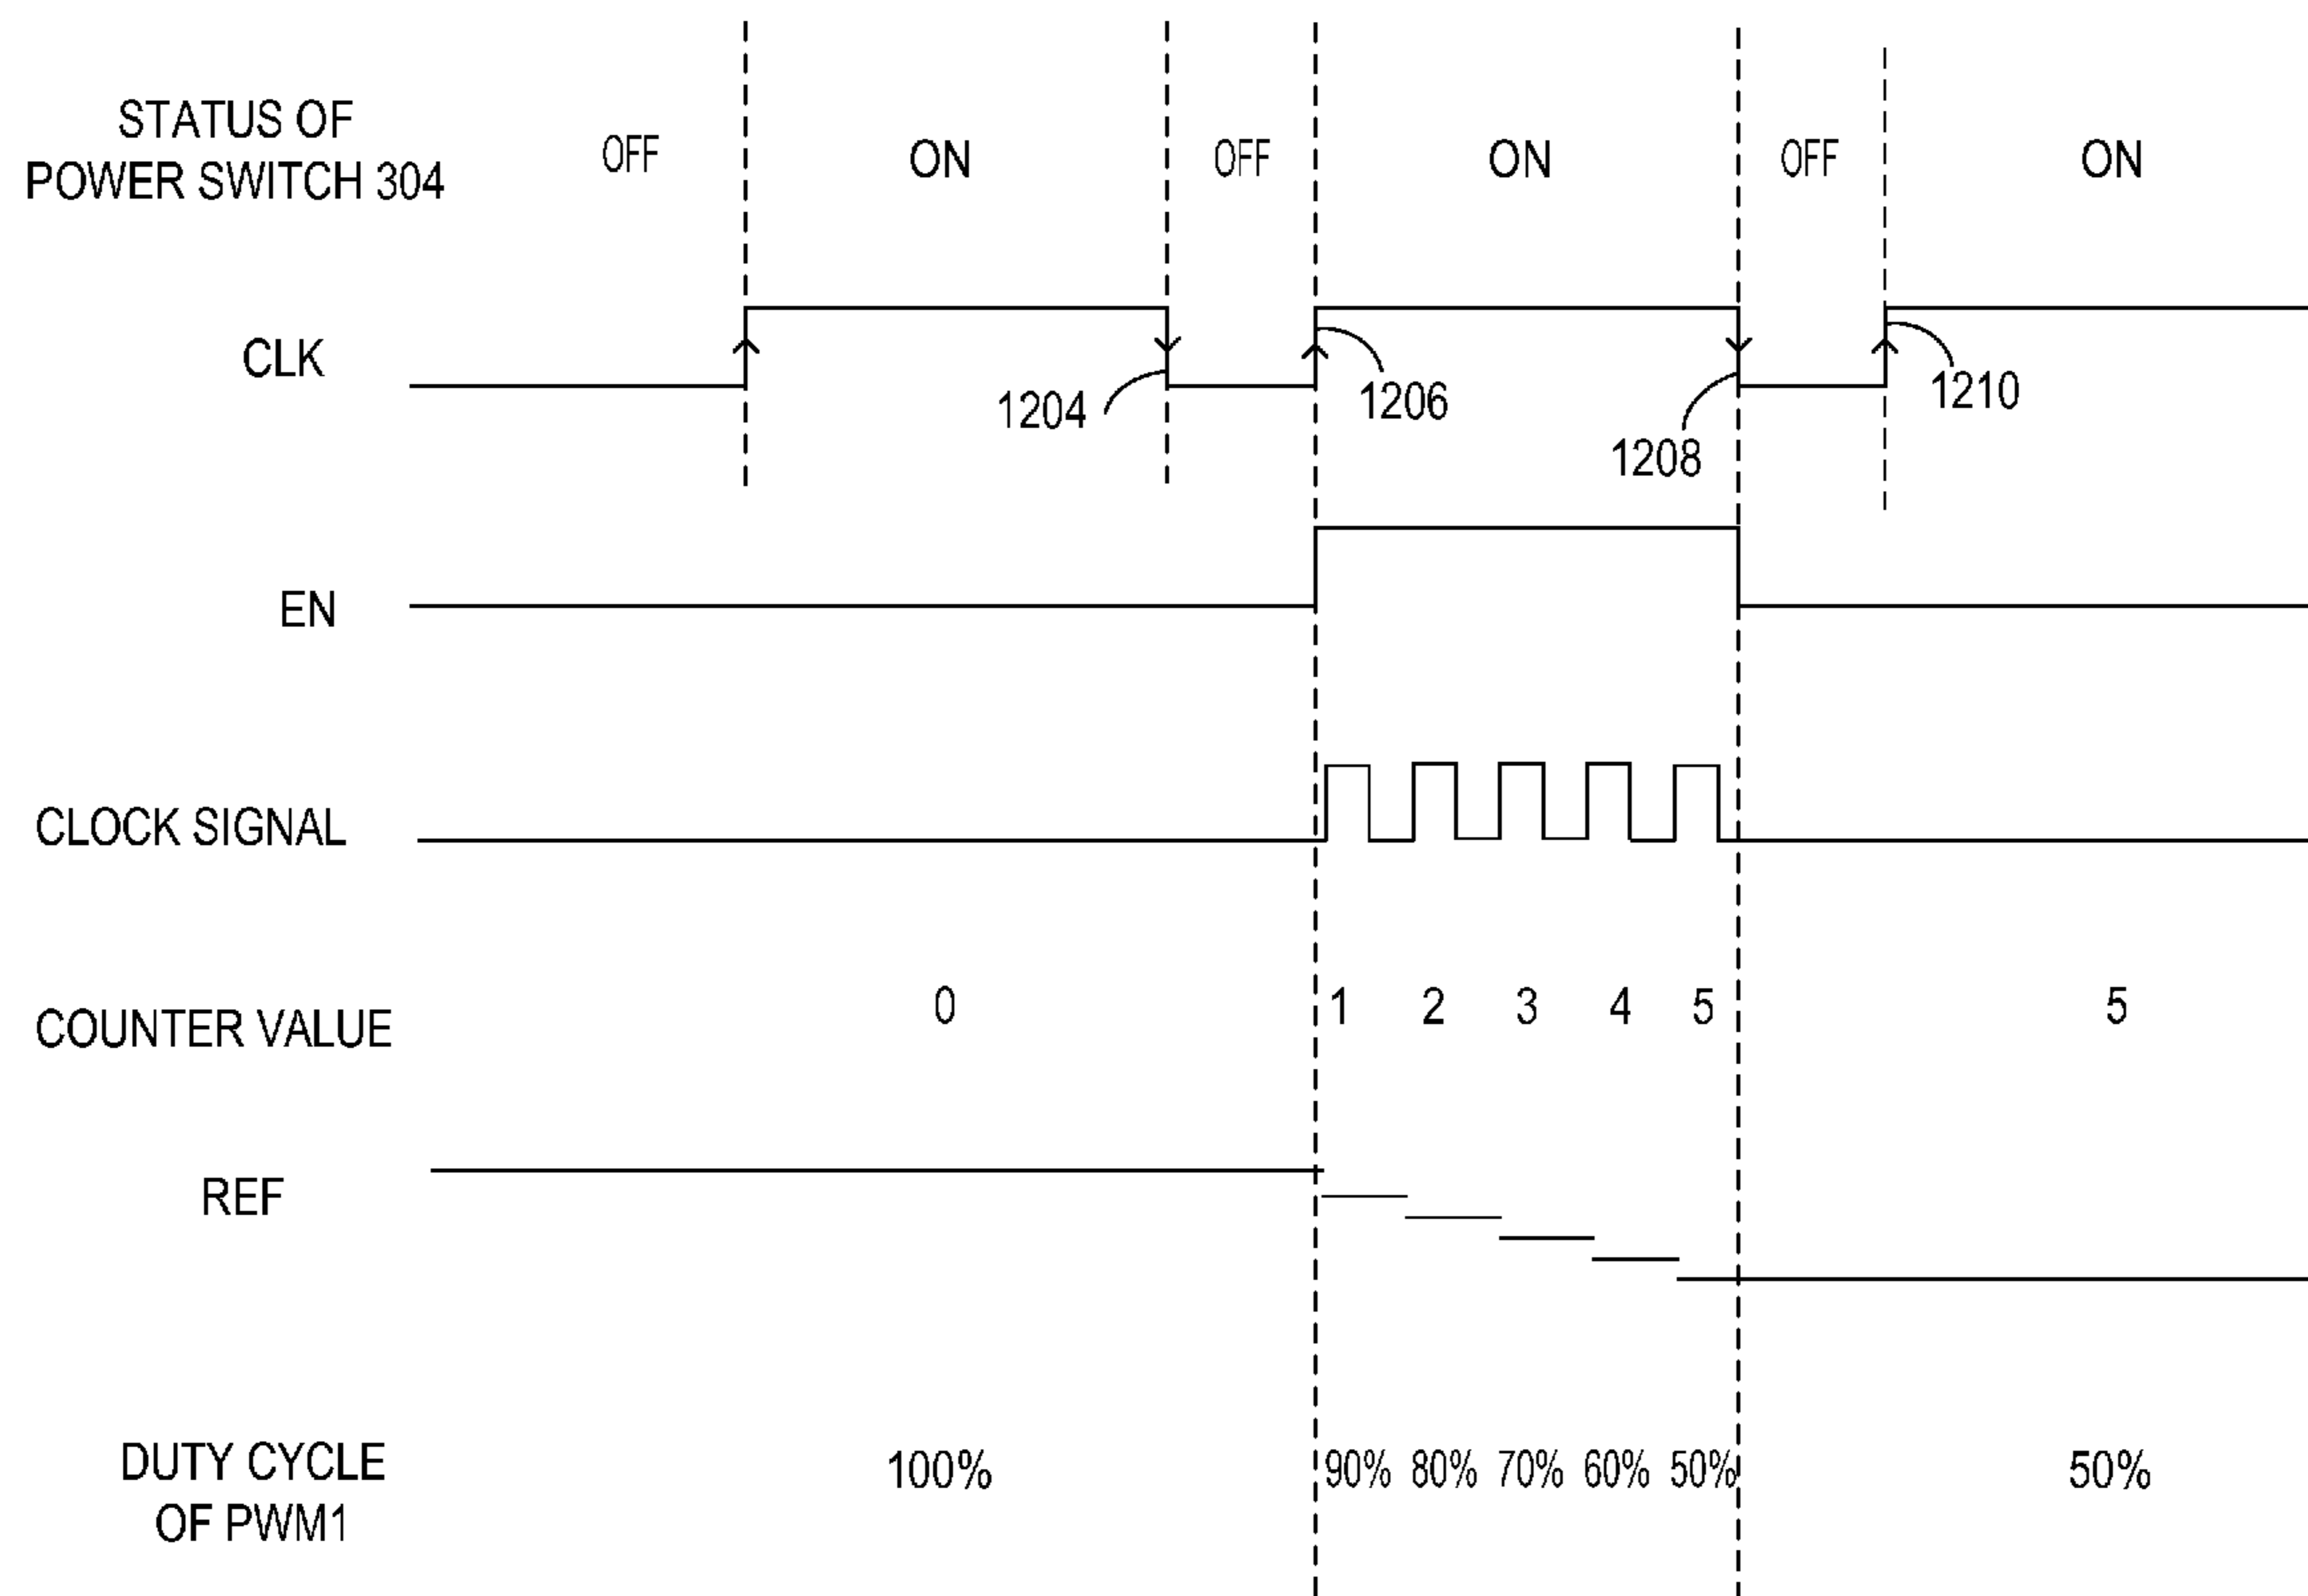 STATUS OF
POWER SWITCH 304
OFF ON OFF ON OFF ON
CLK
1204
1206
1208
1210
EN
CLOCK SIGNAL
COUNTER VALUE
0 1 2 3 4 5 5
REF
DUTY CYCLE
OF PWM1
100% 90% 80% 70% 60% 50% 50%